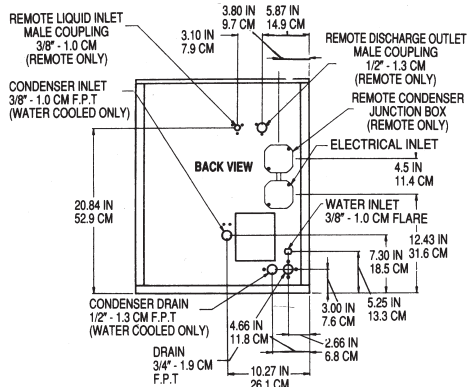 REMOTE LIQUID INLET
MALE COUPLING
3/8" - 1.0 CM
(REMOTE ONLY)
3.10 IN
7.9 CM
3.80 IN
9.7 CM
5.87 IN
14.9 CM
REMOTE DISCHARGE OUTLET
MALE COUPLING
1/2" - 1.3 CM
(REMOTE ONLY)
CONDENSER INLET
3/8" - 1.0 CM F.P.T
(WATER COOLED ONLY)
REMOTE CONDENSER
JUNCTION BOX
(REMOTE ONLY)
ELECTRICAL INLET
BACK VIEW
4.5 IN
11.4 CM
20.84 IN
52.9 CM
WATER INLET
3/8" - 1.0 CM FLARE
12.43 IN
31.6 CM
7.30 IN
18.5 CM
CONDENSER DRAIN
1/2" - 1.3 CM F.P.T
(WATER COOLED ONLY)
3.00 IN
7.6 CM
5.25 IN
13.3 CM
4.66 IN
11.8 CM
2.66 IN
6.8 CM
DRAIN
3/4" - 1.9 CM
F.P.T
10.27 IN
26.1 CM